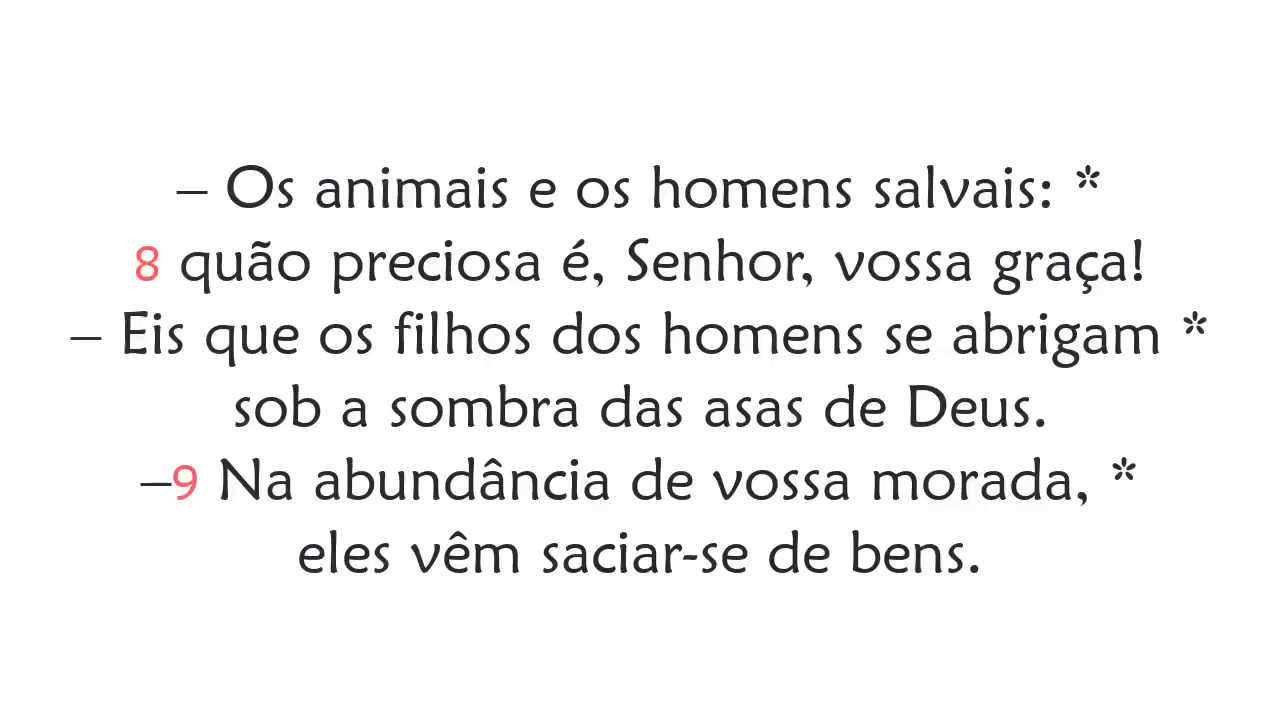 – Os animais e os homens salvais: *
8 quão preciosa é, Senhor, vossa graça!
– Eis que os filhos dos homens se abrigam *
sob a sombra das asas de Deus.
–9 Na abundância de vossa morada, *
eles vêm saciar-se de bens.